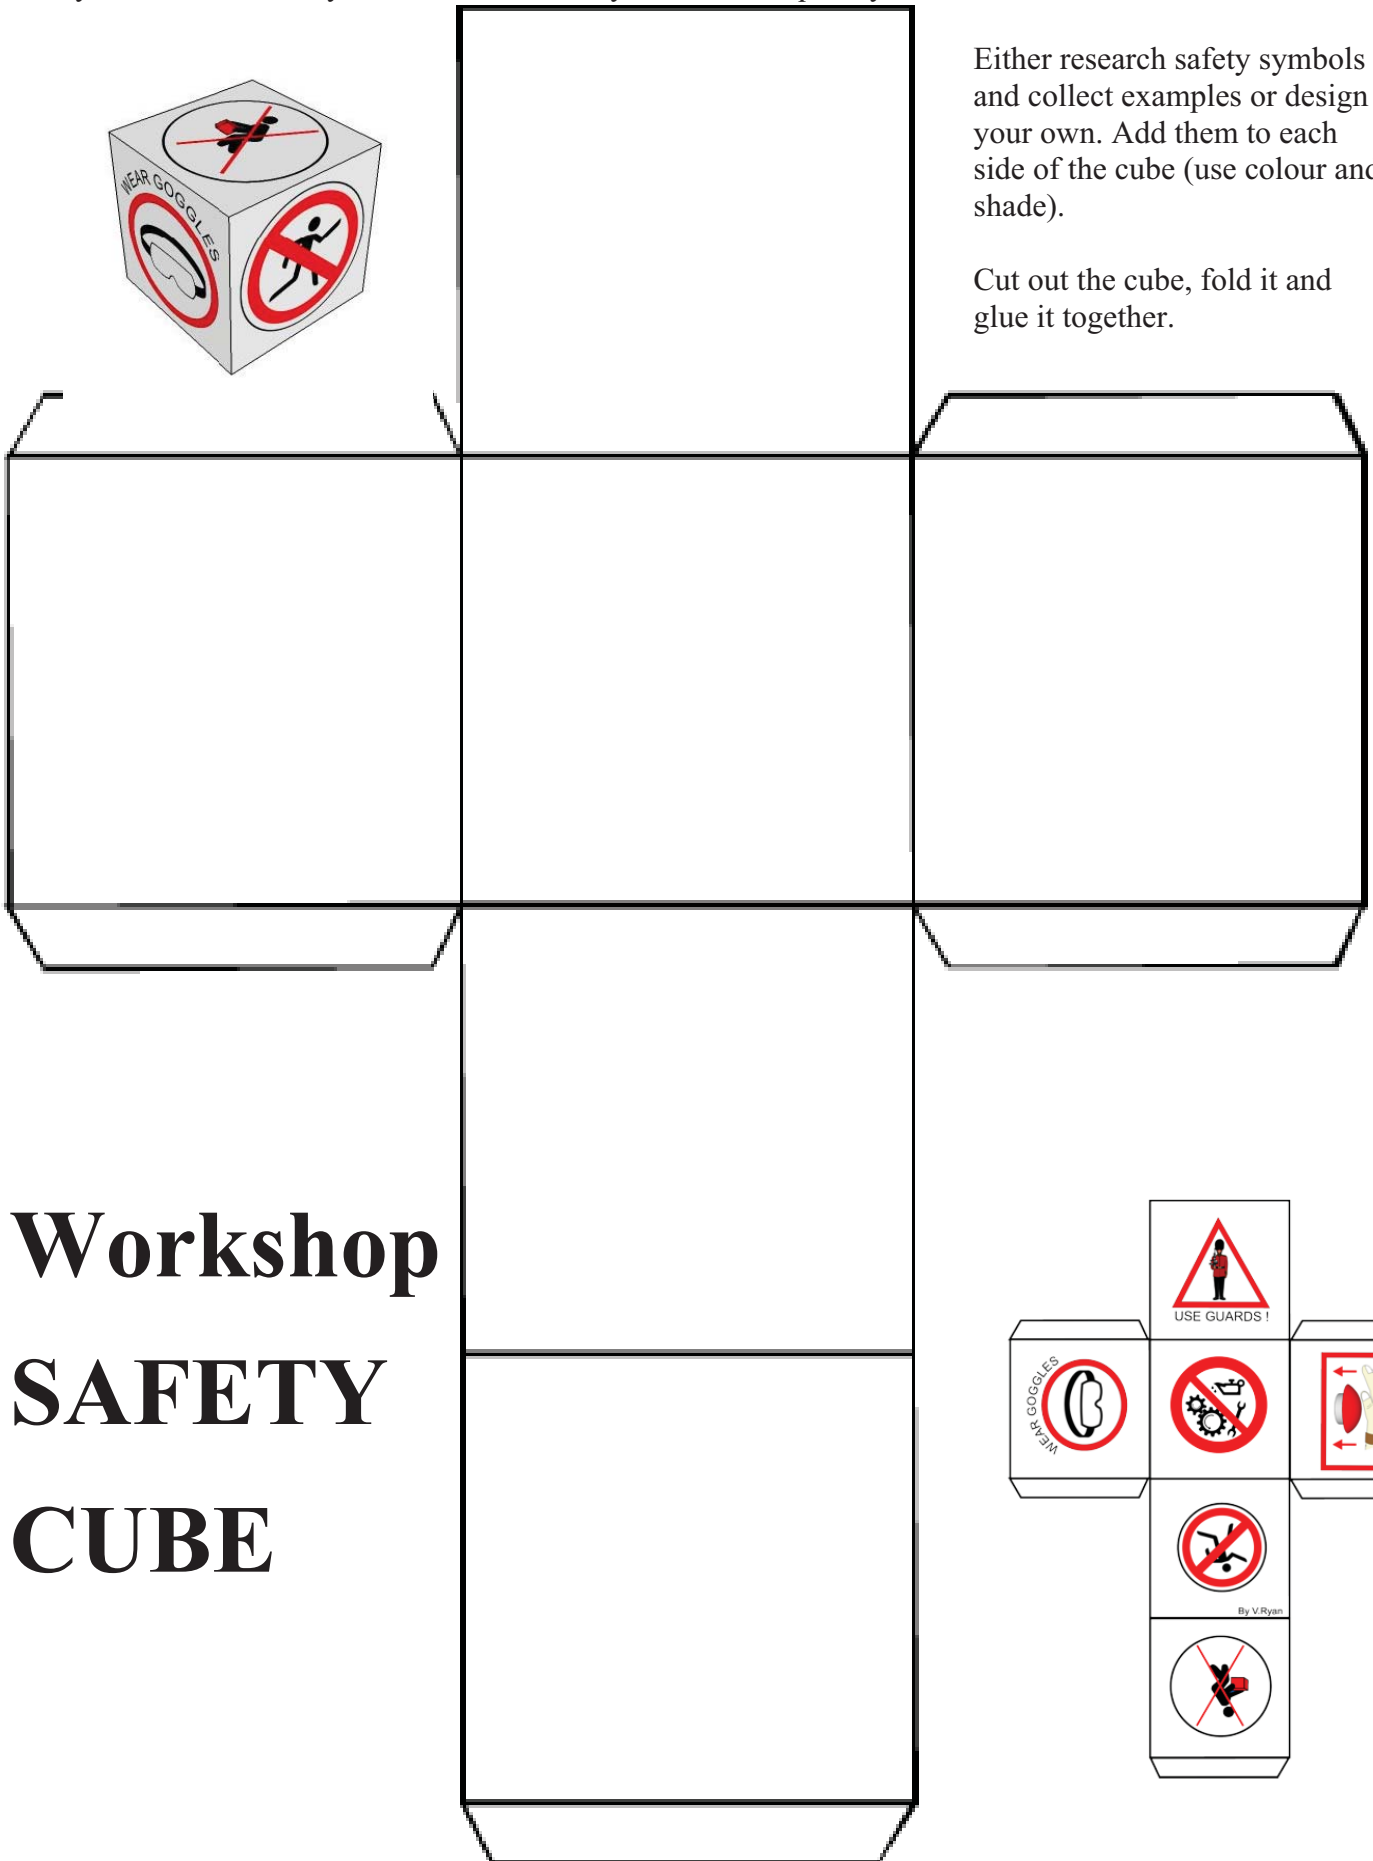 Either research safety symbols
and collect examples or design
your own. Add them to each
side of the cube (use colour and
shade).
Cut out the cube, fold it and
glue it together.
WEAR GOGGLES
Workshop
SAFETY
CUBE
USE GUARDS !
WEAR GOGGLES
By V.Ryan